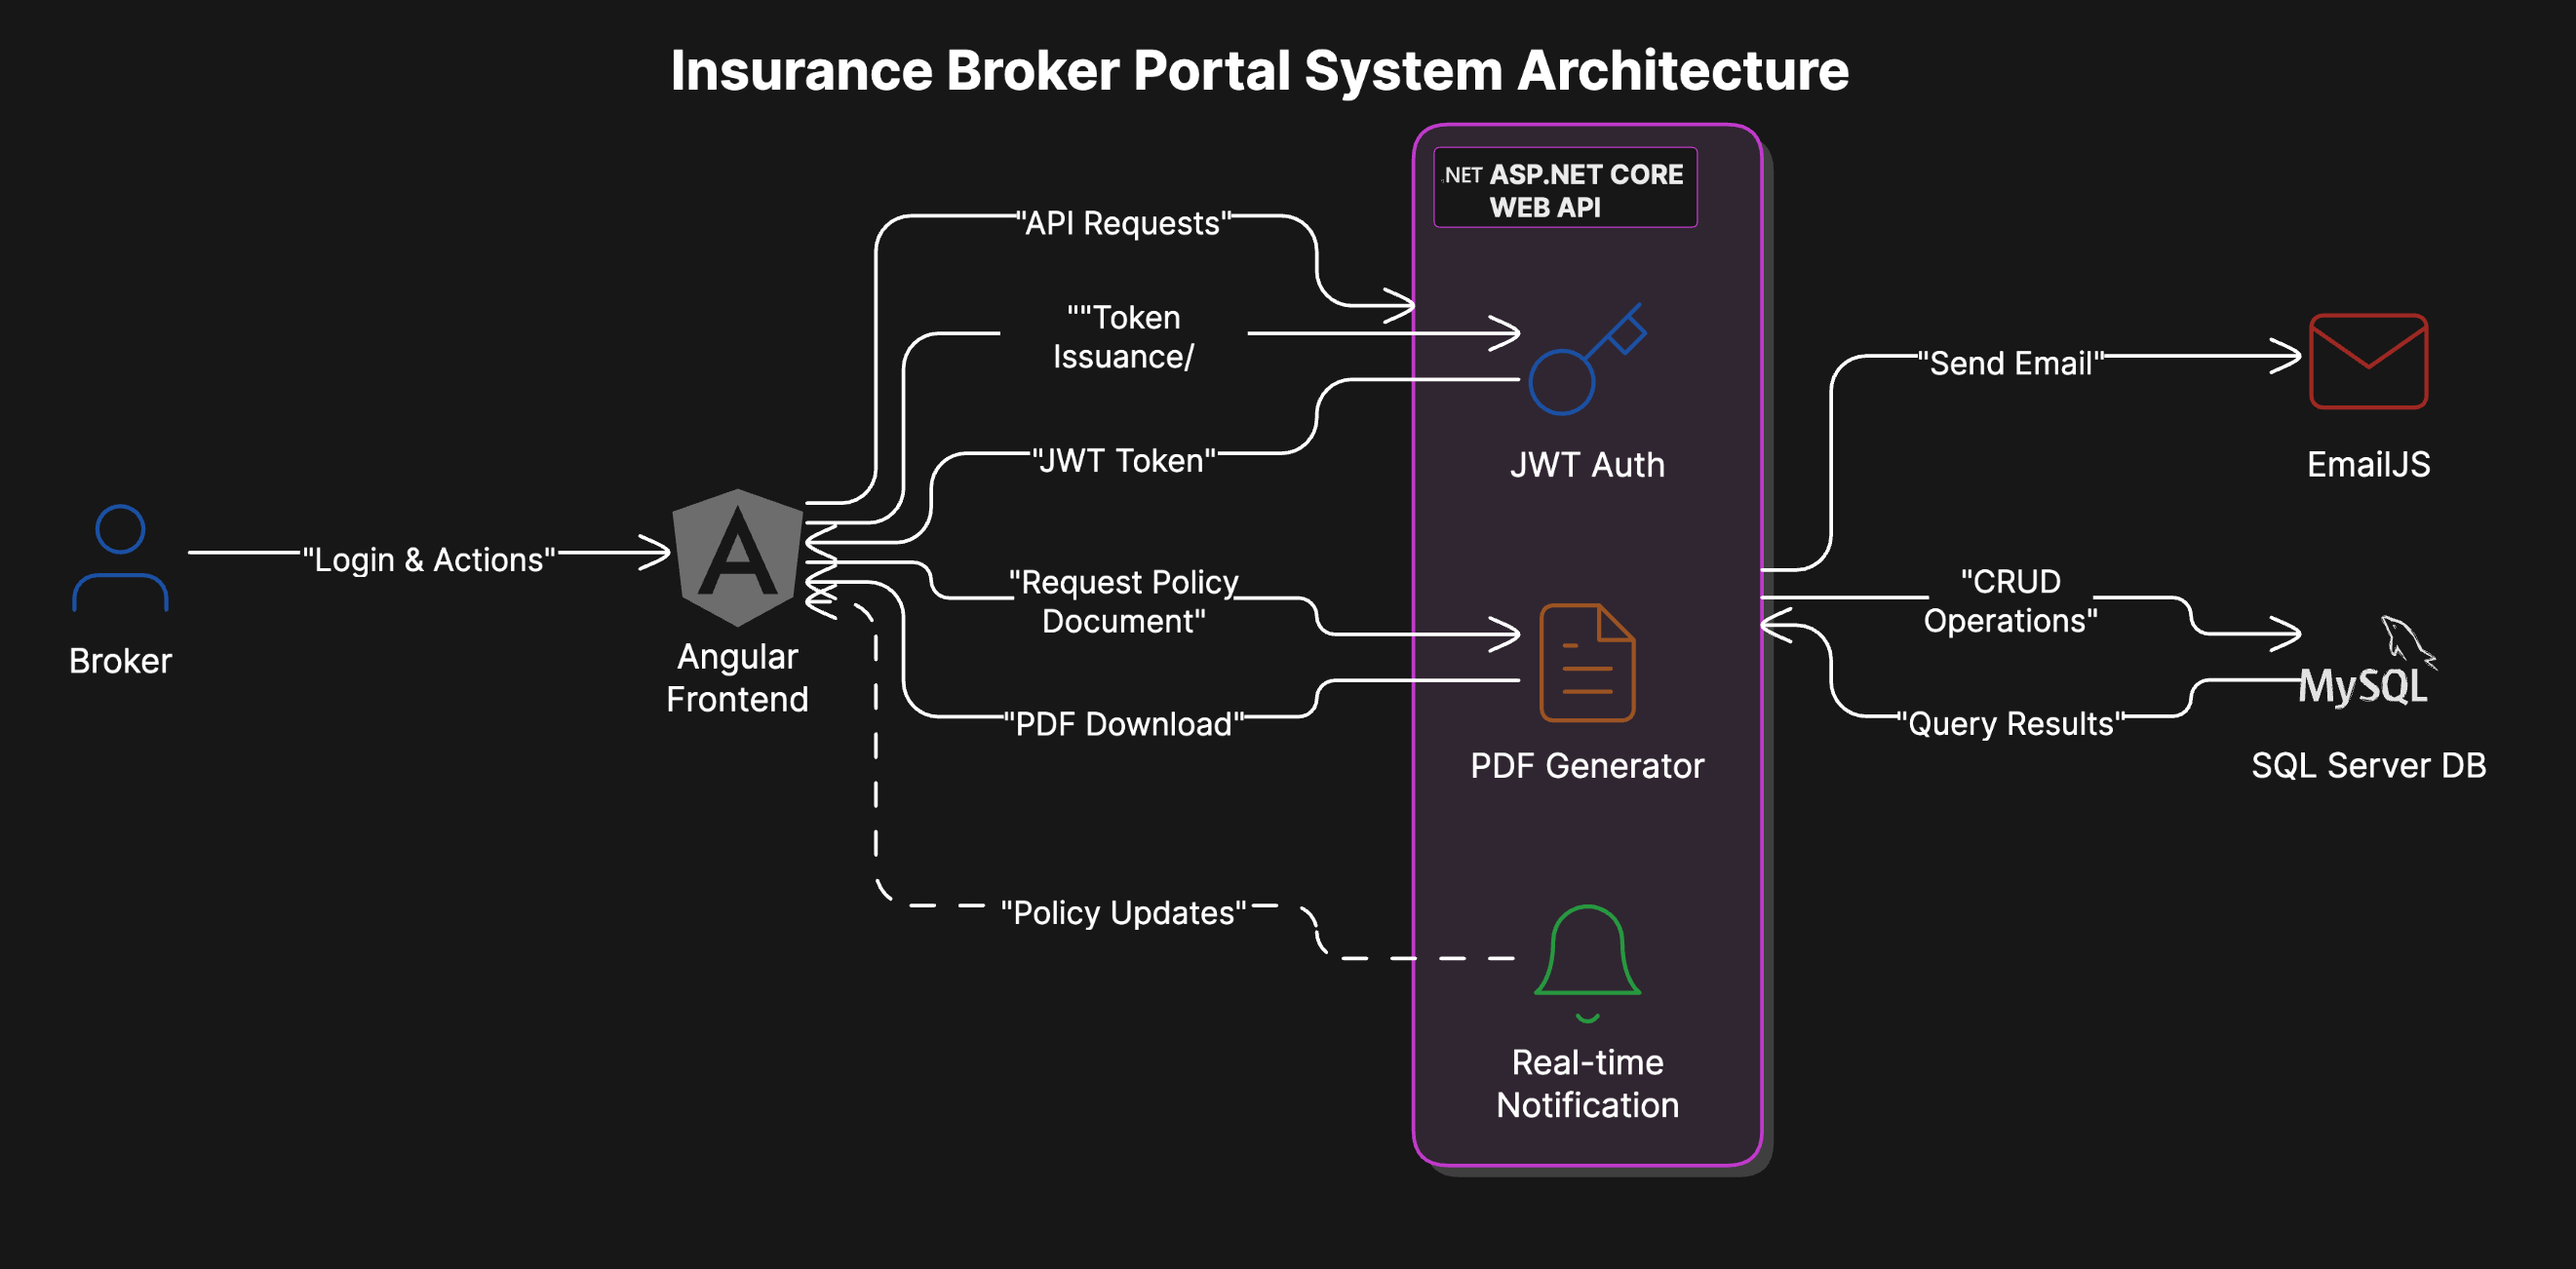 Insurance Broker Portal System Architecture
.NET ASP.NET CORE
WEB API
"API Requests"
""Token
Issuance/
"JWT Token"
JWT Auth
"Send Email"
EmailJS
"Login & Actions"
Broker
Angular
Frontend
"Request Policy
Document"
"PDF Download"
PDF Generator
"CRUD
Operations"
MySQL
"Query Results"
SQL Server DB
"Policy Updates"
Real-time
Notification